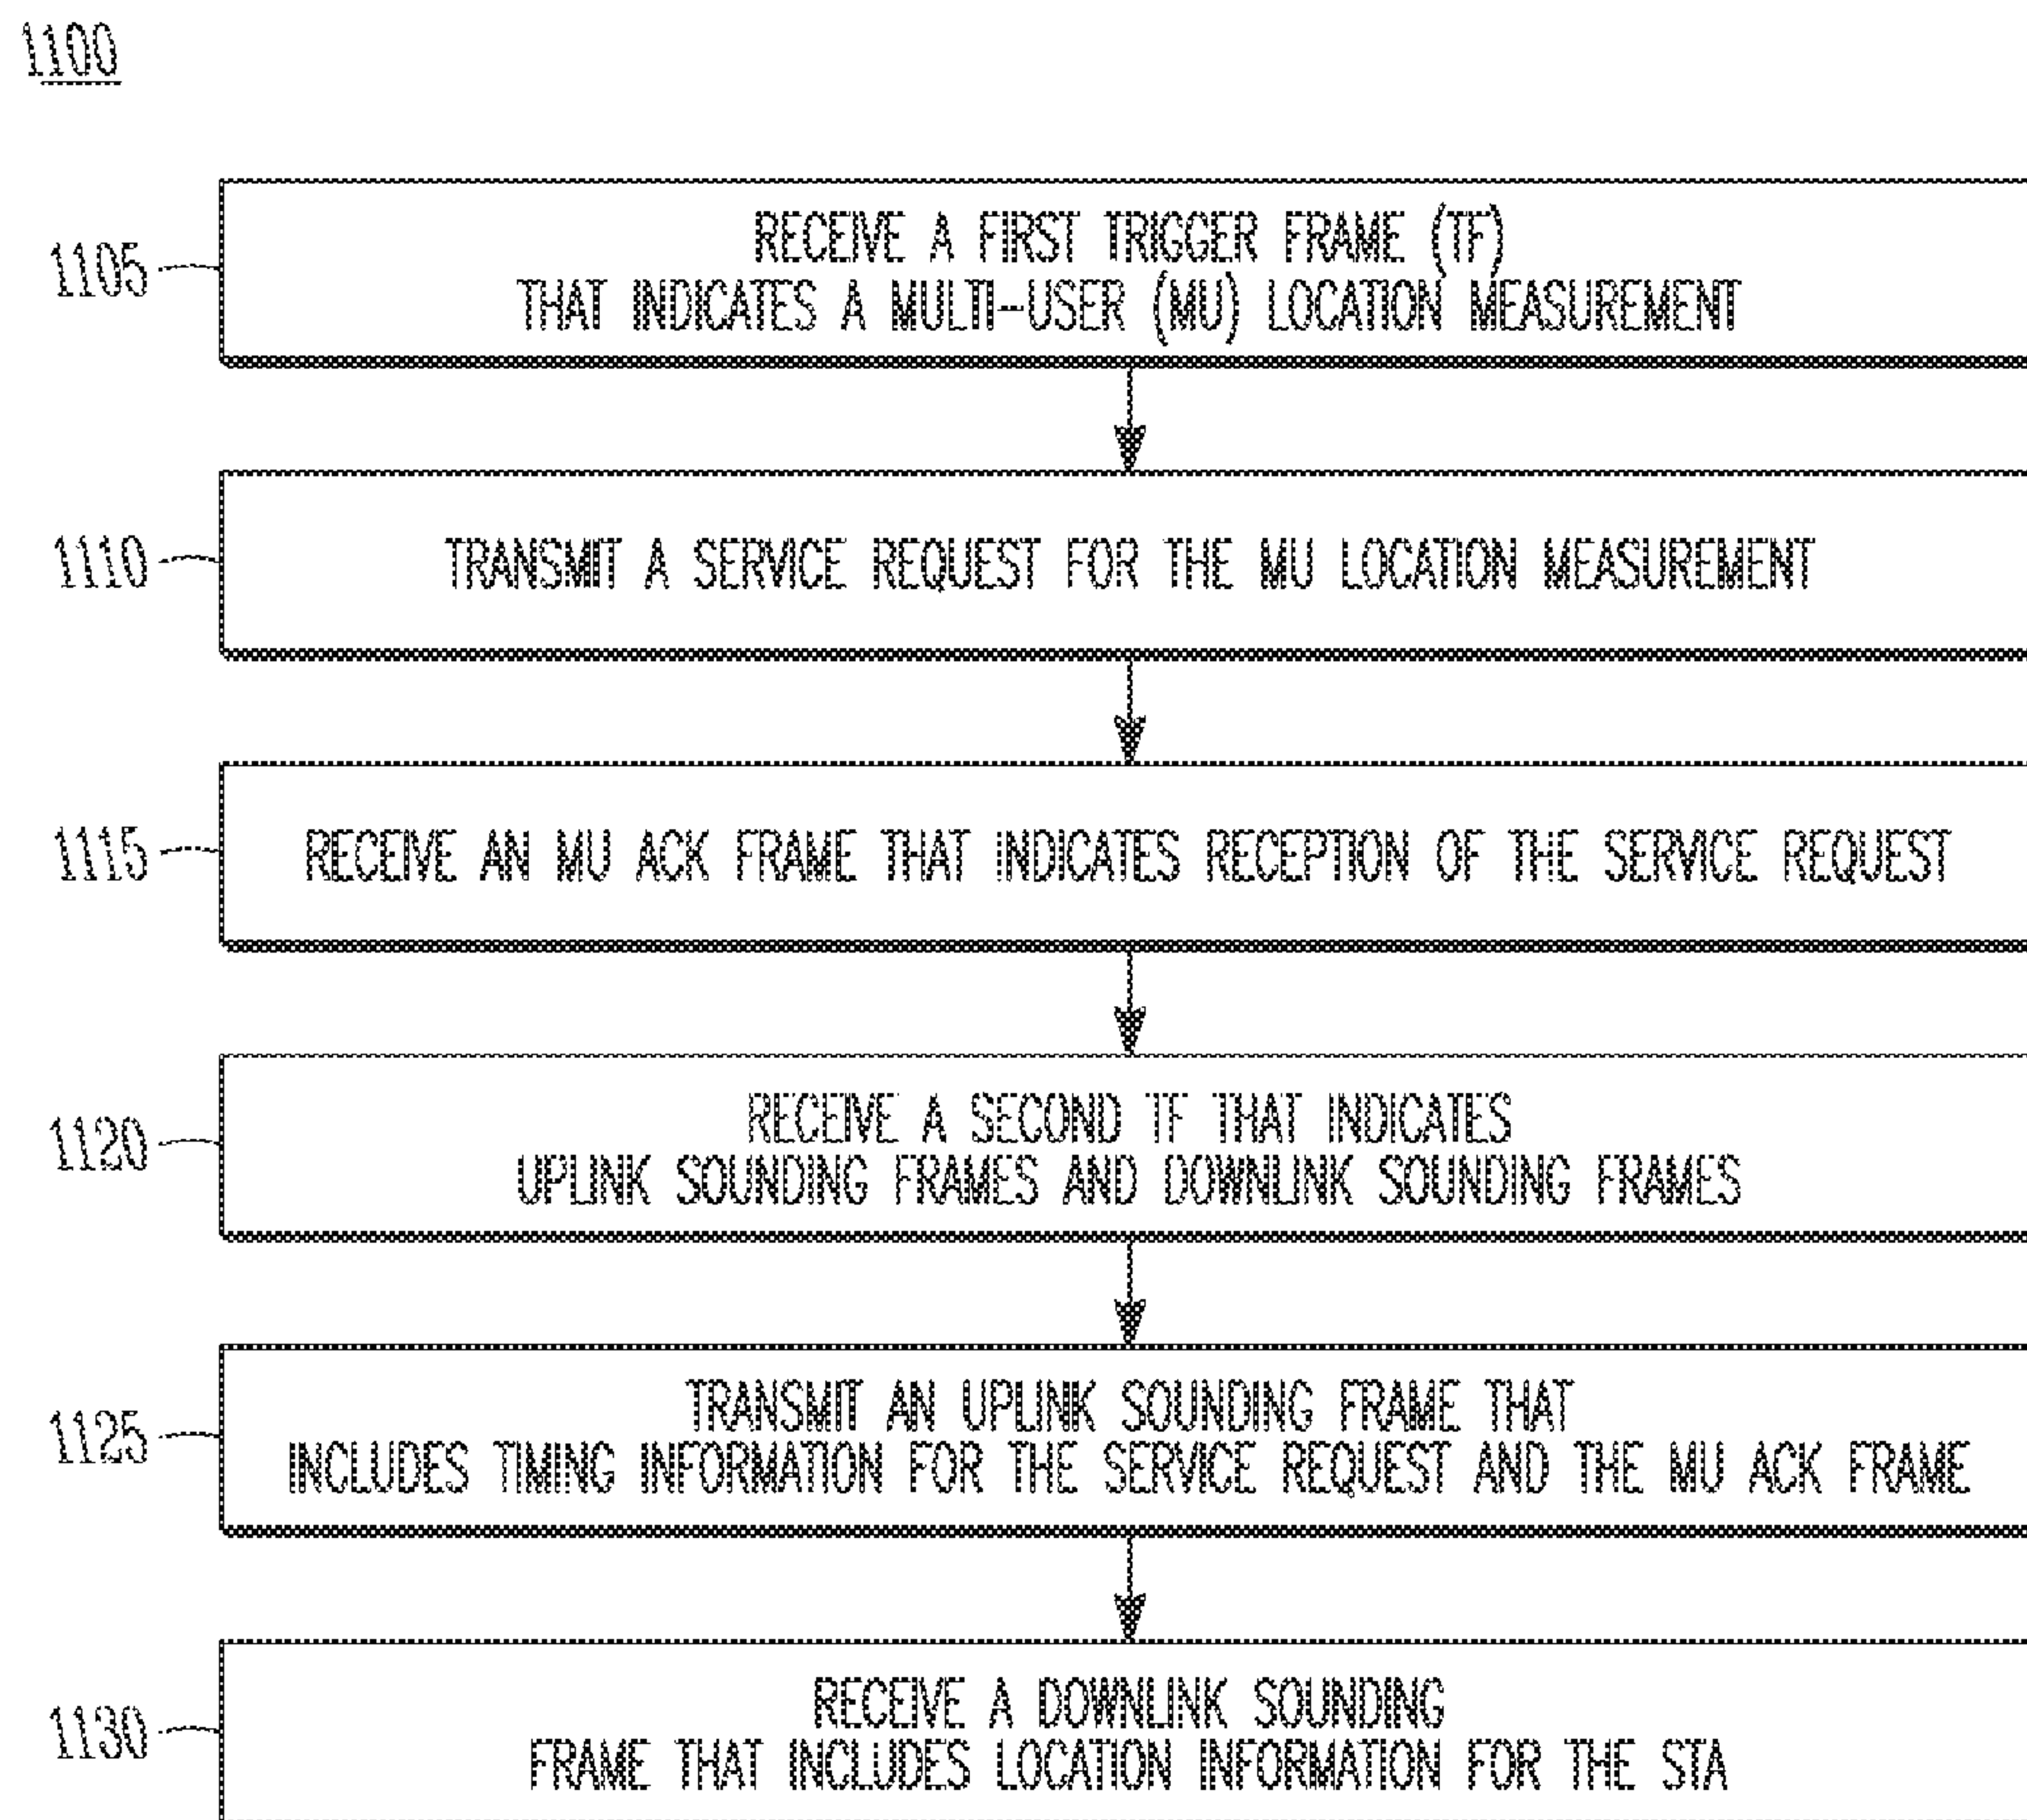 1100
1105
RECEIVE A FIRST TRIGGER FRAME (TF)
THAT INDICATES A MULTI-USER (MU) LOCATION MEASUREMENT
1110
TRANSMIT A SERVICE REQUEST FOR THE MU LOCATION MEASUREMENT
1115
RECEIVE AN MU ACK FRAME THAT INDICATES RECEPTION OF THE SERVICE REQUEST
1120
RECEIVE A SECOND TF THAT INDICATES
UPLINK SOUNDING FRAMES AND DOWNLINK SOUNDING FRAMES
1125
TRANSMIT AN UPLINK SOUNDING FRAME THAT
INCLUDES TIMING INFORMATION FOR THE SERVICE REQUEST AND THE MU ACK FRAME
1130
RECEIVE A DOWNLINK SOUNDING
FRAME THAT INCLUDES LOCATION INFORMATION FOR THE STA